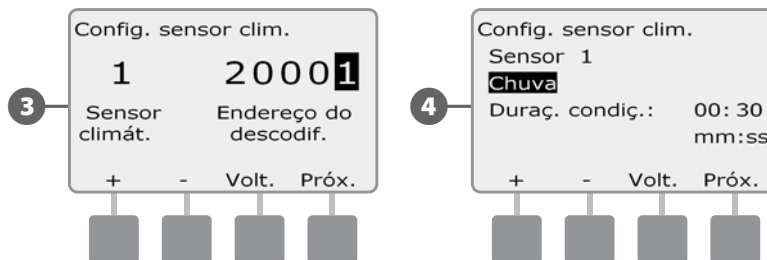 3
Config. sensor clim.
1 20001
Sensor climát. Endereço do descodif.
+ - Volt. Próx.
4
Config. sensor clim.
Sensor 1
Chuva
Duraç. condiç.: 00:30
mm:ss
+ - Volt. Próx.